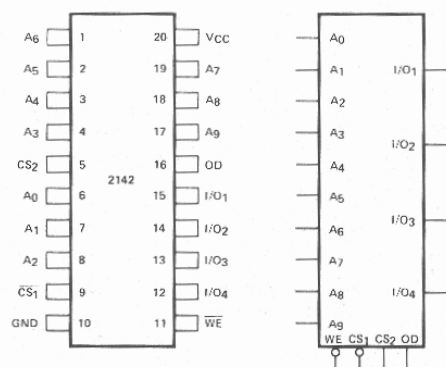 A6 1 20 VCC
A5 2 19 A7
A4 3 18 A8
A3 4 17 A9
CS2 5 16 OD
2142
A0 6 15 I/O1
A1 7 14 I/O2
A2 8 13 I/O3
CS1 9 12 I/O4
GND 10 11 WE
A0
A1 I/O1
A2
A3 I/O2
A4
A5
A6 I/O3
A7
A8 I/O4
A9
WE CS1 CS2 OD